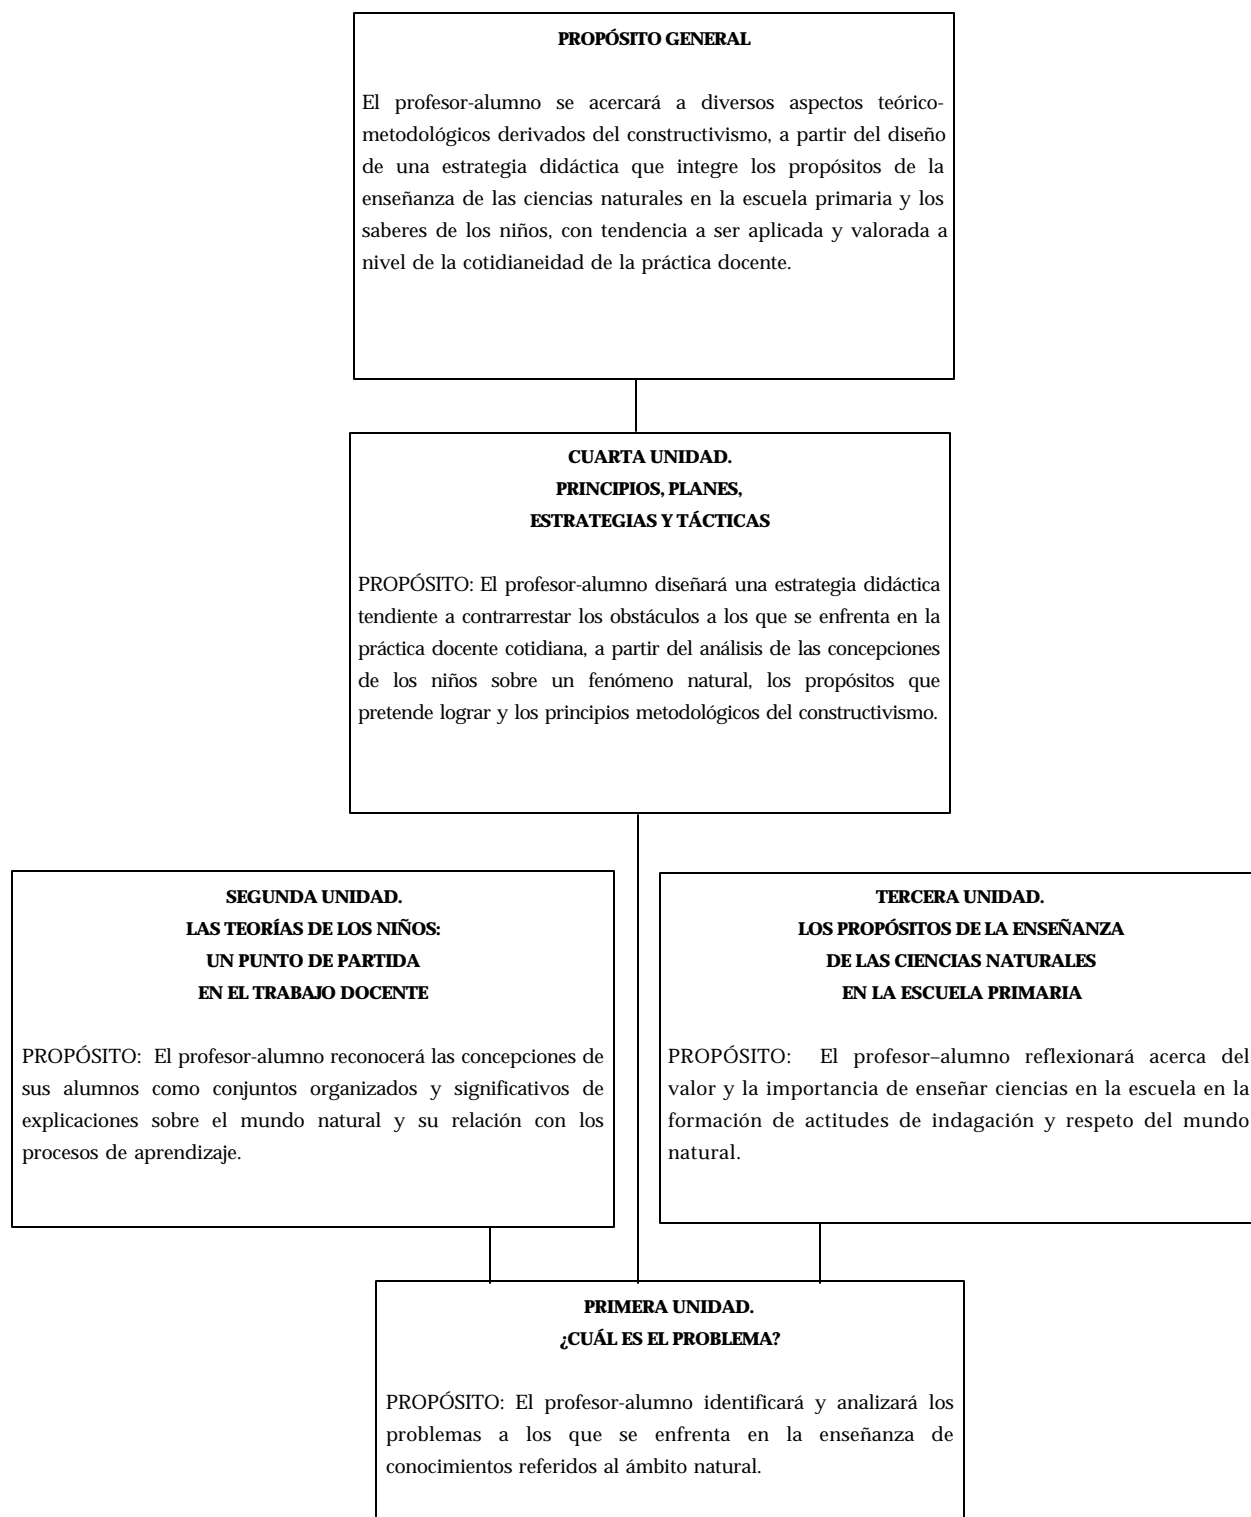 PROPÓSITO GENERAL
El profesor-alumno se acercará a diversos aspectos teórico-
metodológicos derivados del constructivismo, a partir del diseño
de una estrategia didáctica que integre los propósitos de la
enseñanza de las ciencias naturales en la escuela primaria y los
saberes de los niños, con tendencia a ser aplicada y valorada a
nivel de la cotidianeidad de la práctica docente.
CUARTA UNIDAD.
PRINCIPIOS, PLANES,
ESTRATEGIAS Y TÁCTICAS
PROPÓSITO: El profesor-alumno diseñará una estrategia didáctica
tendiente a contrarrestar los obstáculos a los que se enfrenta en la
práctica docente cotidiana, a partir del análisis de las concepciones
de los niños sobre un fenómeno natural, los propósitos que
pretende lograr y los principios metodológicos del constructivismo.
SEGUNDA UNIDAD.
LAS TEORÍAS DE LOS NIÑOS:
UN PUNTO DE PARTIDA
EN EL TRABAJO DOCENTE
PROPÓSITO: El profesor-alumno reconocerá las concepciones de
sus alumnos como conjuntos organizados y significativos de
explicaciones sobre el mundo natural y su relación con los
procesos de aprendizaje.
TERCERA UNIDAD.
LOS PROPÓSITOS DE LA ENSEÑANZA
DE LAS CIENCIAS NATURALES
EN LA ESCUELA PRIMARIA
PROPÓSITO: El profesor–alumno reflexionará acerca del
valor y la importancia de enseñar ciencias en la escuela en la
formación de actitudes de indagación y respeto del mundo
natural.
PRIMERA UNIDAD.
¿CUÁL ES EL PROBLEMA?
PROPÓSITO: El profesor-alumno identificará y analizará los
problemas a los que se enfrenta en la enseñanza de
conocimientos referidos al ámbito natural.